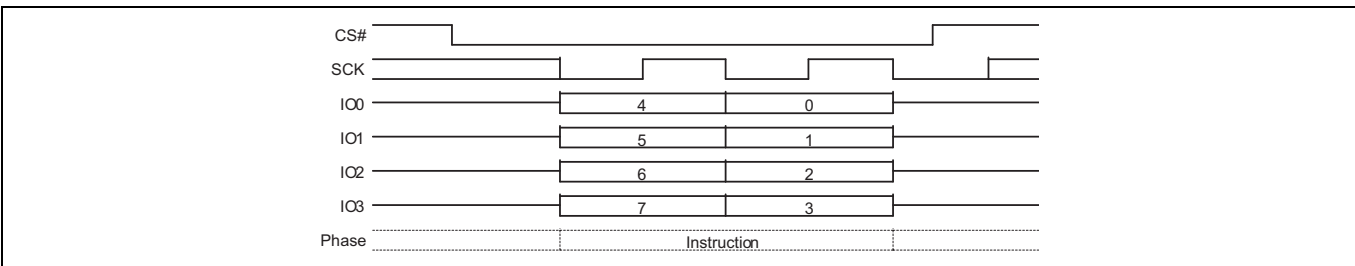 CS#
SCK
IO0 4 0
IO1 5 1
IO2 6 2
IO3 7 3
Phase Instruction